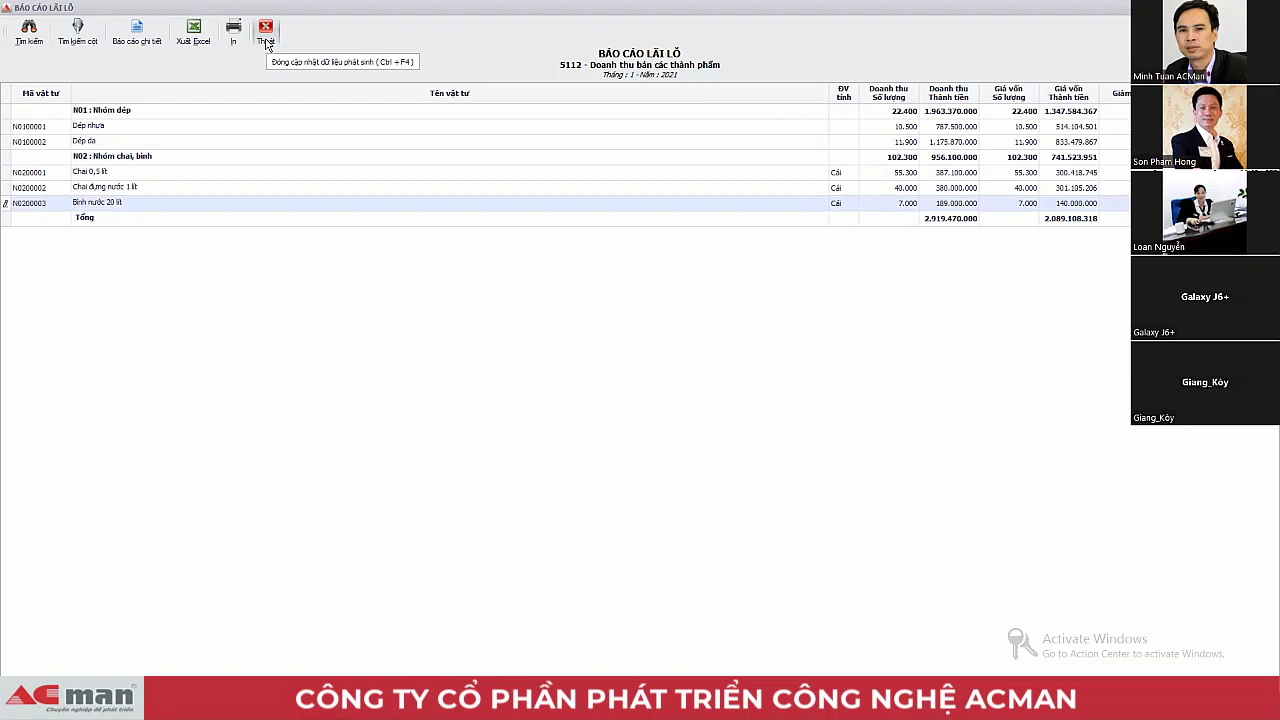 BÁO CÁO LÃI LỖ
Tìm kiếm Tìm kiếm cột Báo cáo chi tiết Xuất Excel In Thoát
Đóng cập nhật dữ liệu phát sinh ( Ctrl + F4 )
BÁO CÁO LÃI LỖ
5112 - Doanh thu bán các thành phẩm
Tháng : 1 - Năm : 2021
Mã vật tư Tên vật tư ĐV tính Doanh thu Số lượng Doanh thu Thành tiền Giá vốn Số lượng Giá vốn Thành tiền Giảm
N01 : Nhóm dép 22.400 1.963.370.000 22.400 1.347.584.367
N0100001 Dép nhựa 10.500 787.500.000 10.500 514.104.501
N0100002 Dép da 11.900 1.175.870.000 11.900 833.479.867
N02 : Nhóm chai, bình 102.300 956.100.000 102.300 741.523.951
N0200001 Chai 0,5 lít Cái 55.300 387.100.000 55.300 300.418.745
N0200002 Chai đựng nước 1 lít Cái 40.000 380.000.000 40.000 301.105.206
N0200003 Bình nước 20 lít Cái 7.000 189.000.000 7.000 140.000.000
Tổng 2.919.470.000 2.089.108.318
Minh Tuan ACMan
Son Pham Hong
Loan Nguyễn
Galaxy J6+
Galaxy J6+
Giang_Kòy
Giang_Kòy
Activate Windows
Go to Action Center to activate Windows.
ACman
Chuyên nghiệp để phát triển
CÔNG TY CỔ PHẦN PHÁT TRIỂN CÔNG NGHỆ ACMAN